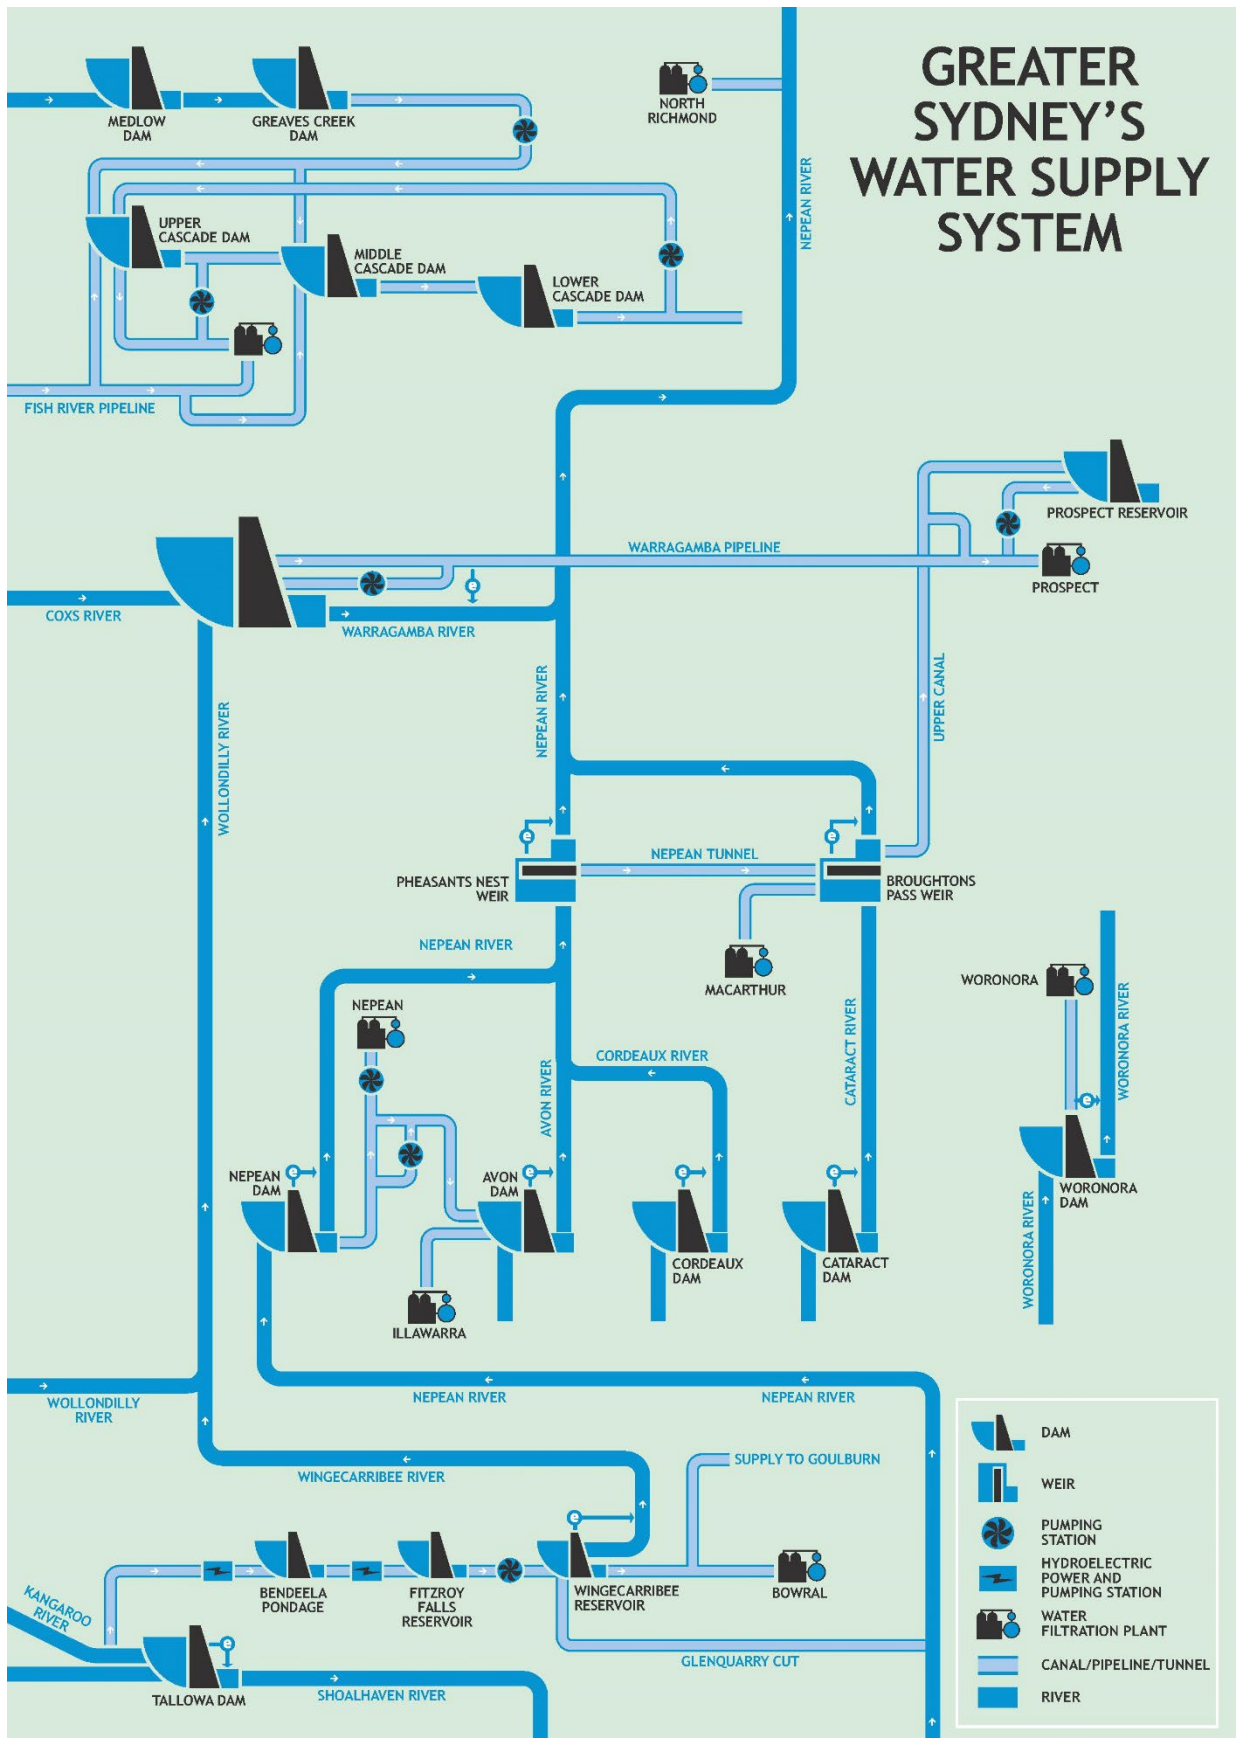 GREATER
SYDNEY'S
WATER SUPPLY
SYSTEM
NORTH
RICHMOND
MEDLOW
DAM
GREAVES CREEK
DAM
NEPEAN RIVER
UPPER
CASCADE DAM
MIDDLE
CASCADE DAM
LOWER
CASCADE DAM
FISH RIVER PIPELINE
PROSPECT RESERVOIR
WARRAGAMBA PIPELINE
PROSPECT
e
COXS RIVER
WARRAGAMBA RIVER
WOLLONDILLY RIVER
NEPEAN RIVER
UPPER CANAL
e
e
NEPEAN TUNNEL
PHEASANTS NEST
WEIR
BROUGHTONS
PASS WEIR
NEPEAN RIVER
MACARTHUR
WORONORA
WORONORA RIVER
NEPEAN
CORDEAUX RIVER
AVON RIVER
CATARACT RIVER
e
NEPEAN
DAM
e
AVON
DAM
e
e
e
WORONORA
DAM
CORDEAUX
DAM
CATARACT
DAM
WORONORA RIVER
ILLAWARRA
WOLLONDILLY
RIVER
NEPEAN RIVER
NEPEAN RIVER
WINGECARRIBEE RIVER
SUPPLY TO GOULBURN
e
BENDEELA
PONDAGE
FITZROY
FALLS
RESERVOIR
WINGECARRIBEE
RESERVOIR
BOWRAL
KANGAROO
RIVER
e
GLENQUARRY CUT
TALLOWA DAM
SHOALHAVEN RIVER
DAM
WEIR
PUMPING
STATION
HYDROELECTRIC
POWER AND
PUMPING STATION
WATER
FILTRATION PLANT
CANAL/PIPELINE/TUNNEL
RIVER